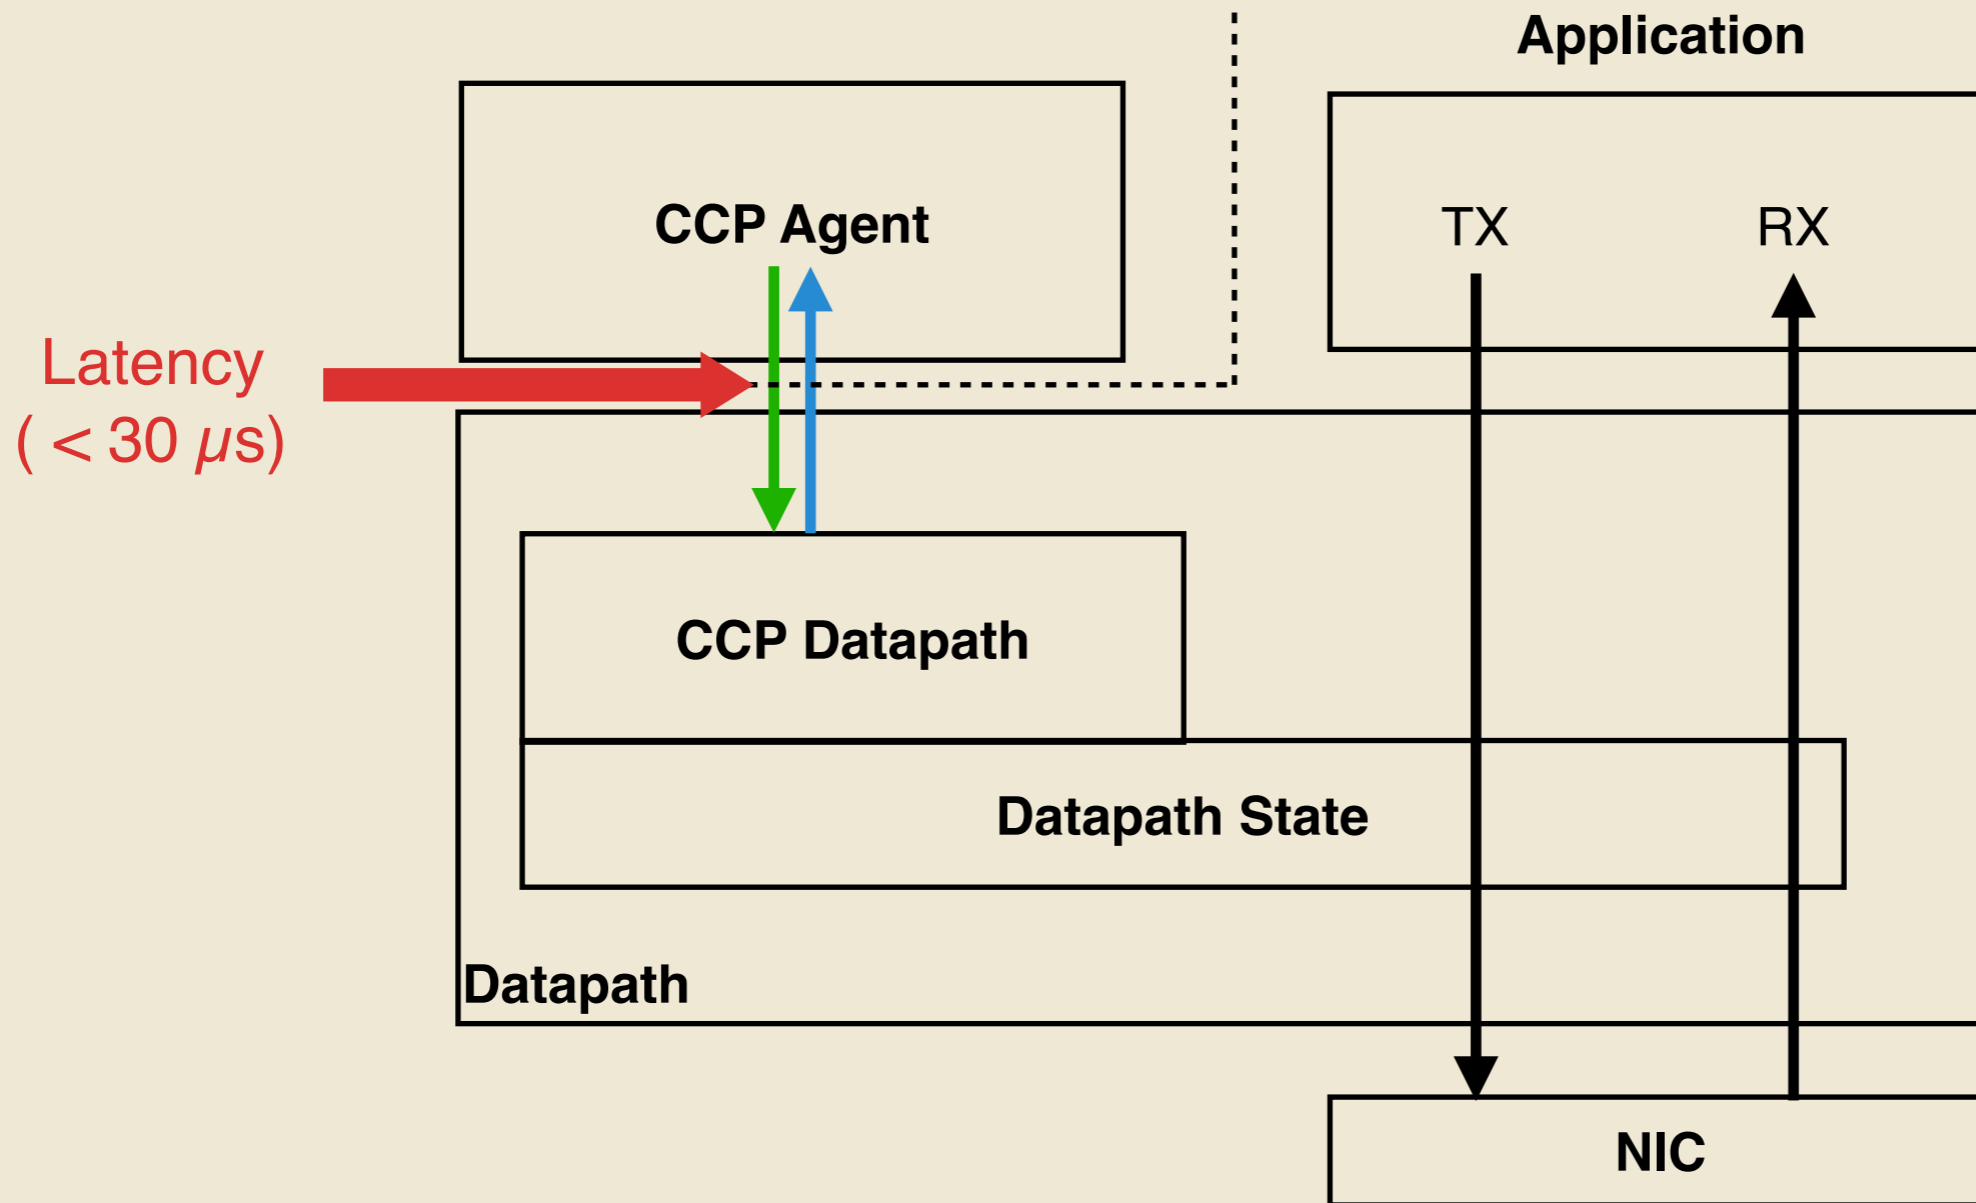 Application
CCP Agent
TX
RX
Latency
( < 30 μs)
CCP Datapath
Datapath State
Datapath
NIC